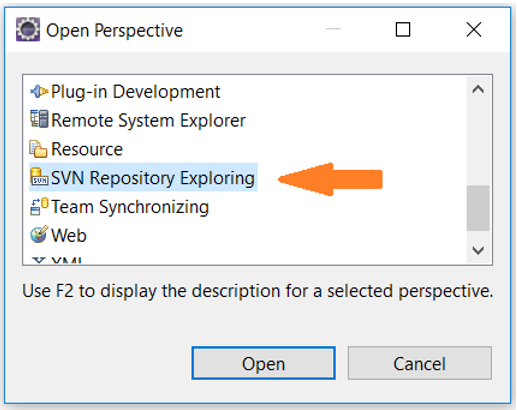 Open Perspective
Plug-in Development
Remote System Explorer
Resource
SVN Repository Exploring
Team Synchronizing
Web
XML
Use F2 to display the description for a selected perspective.
Open
Cancel